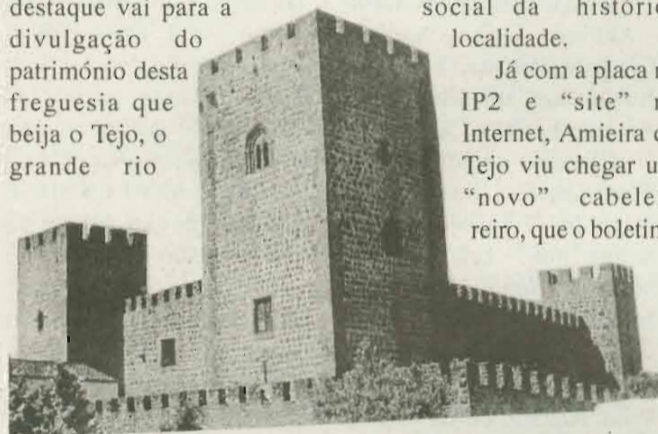 destaque vai para a
divulgação do
património desta
freguesia que
beija o Tejo, o
grande rio
social da históri
localidade.
Já com a placa
IP2 e “site”
Internet, Amieira
Tejo viu chegar u
“novo” cabele
reiro, que o boletin